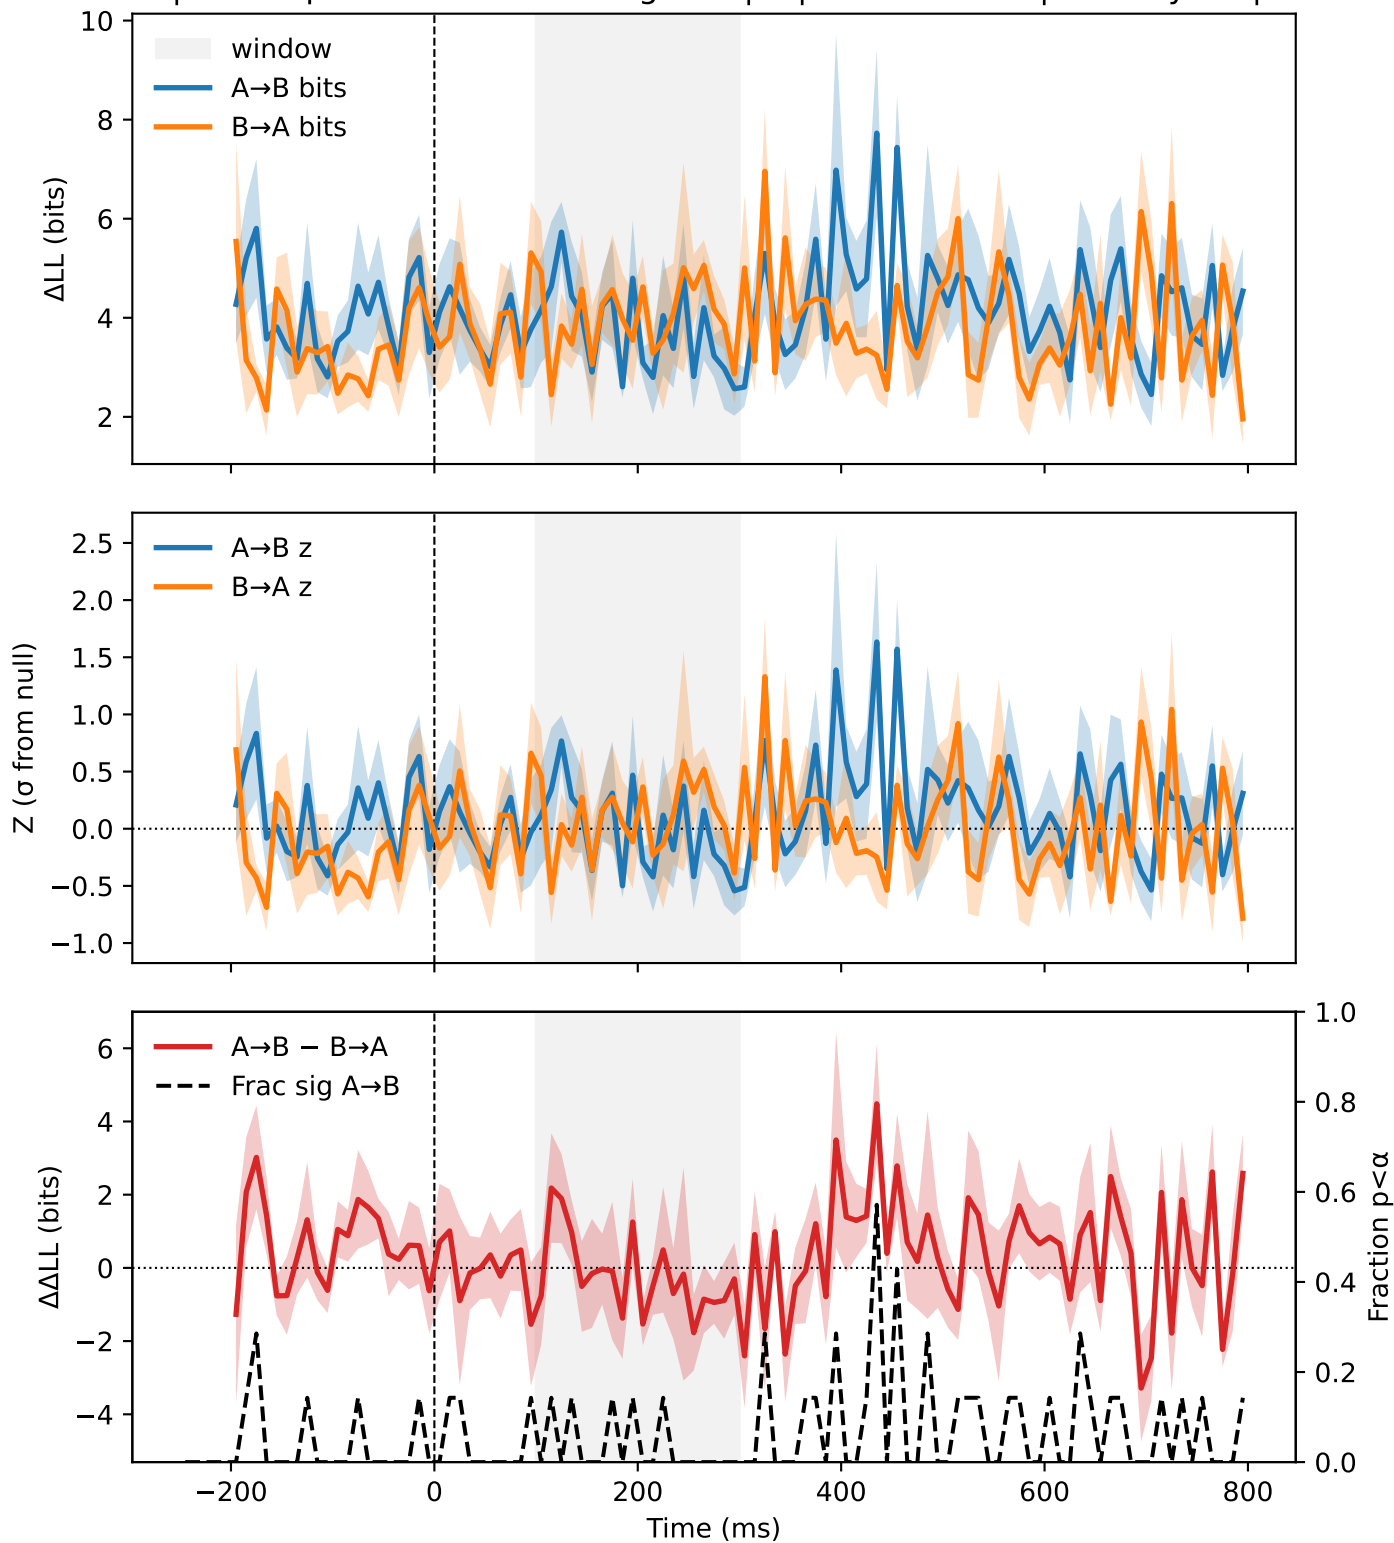 10
8
6
4
2
ΔLL (bits)
window
A→B bits
B→A bits
2.5
2.0
1.5
1.0
0.5
0.0
−0.5
−1.0
Z (σ from null)
A→B z
B→A z
6
4
2
0
−2
−4
ΔΔLL (bits)
A→B − B→A
Frac sig A→B
1.0
0.8
0.6
0.4
0.2
0.0
Fraction p<α
−200 0 200 400 600 800
Time (ms)